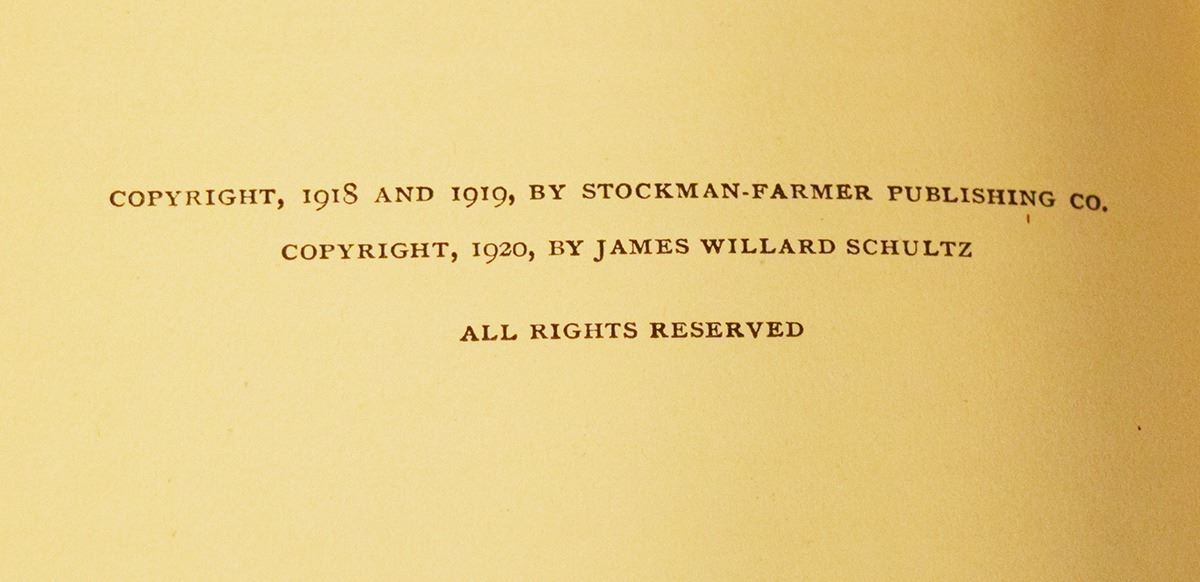 COPYRIGHT, 1918 AND 1919, BY STOCKMAN-FARMER PUBLISHING CO.
COPYRIGHT, 1920, BY JAMES WILLARD SCHULTZ
ALL RIGHTS RESERVED